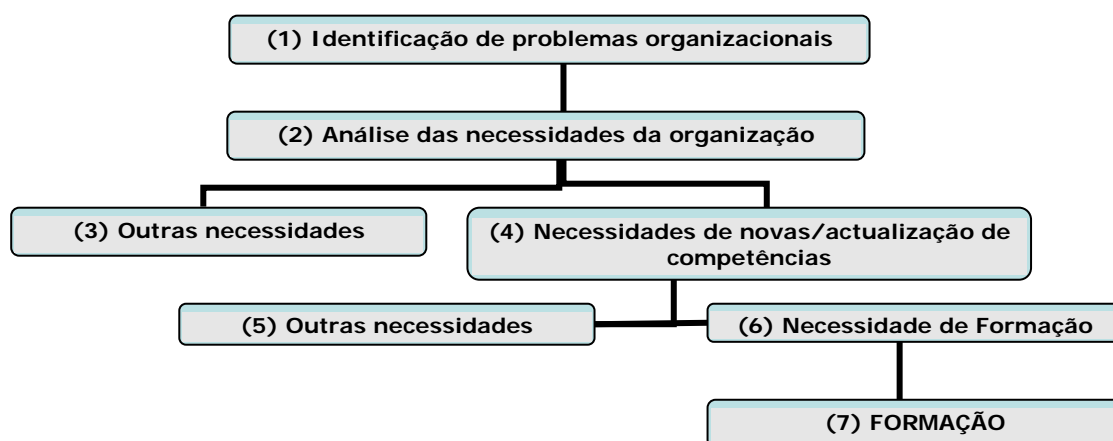 (1) Identificação de problemas organizacionais
(2) Análise das necessidades da organização
(3) Outras necessidades
(4) Necessidades de novas/actualização de
competências
(5) Outras necessidades
(6) Necessidade de Formação
(7) FORMAÇÃO